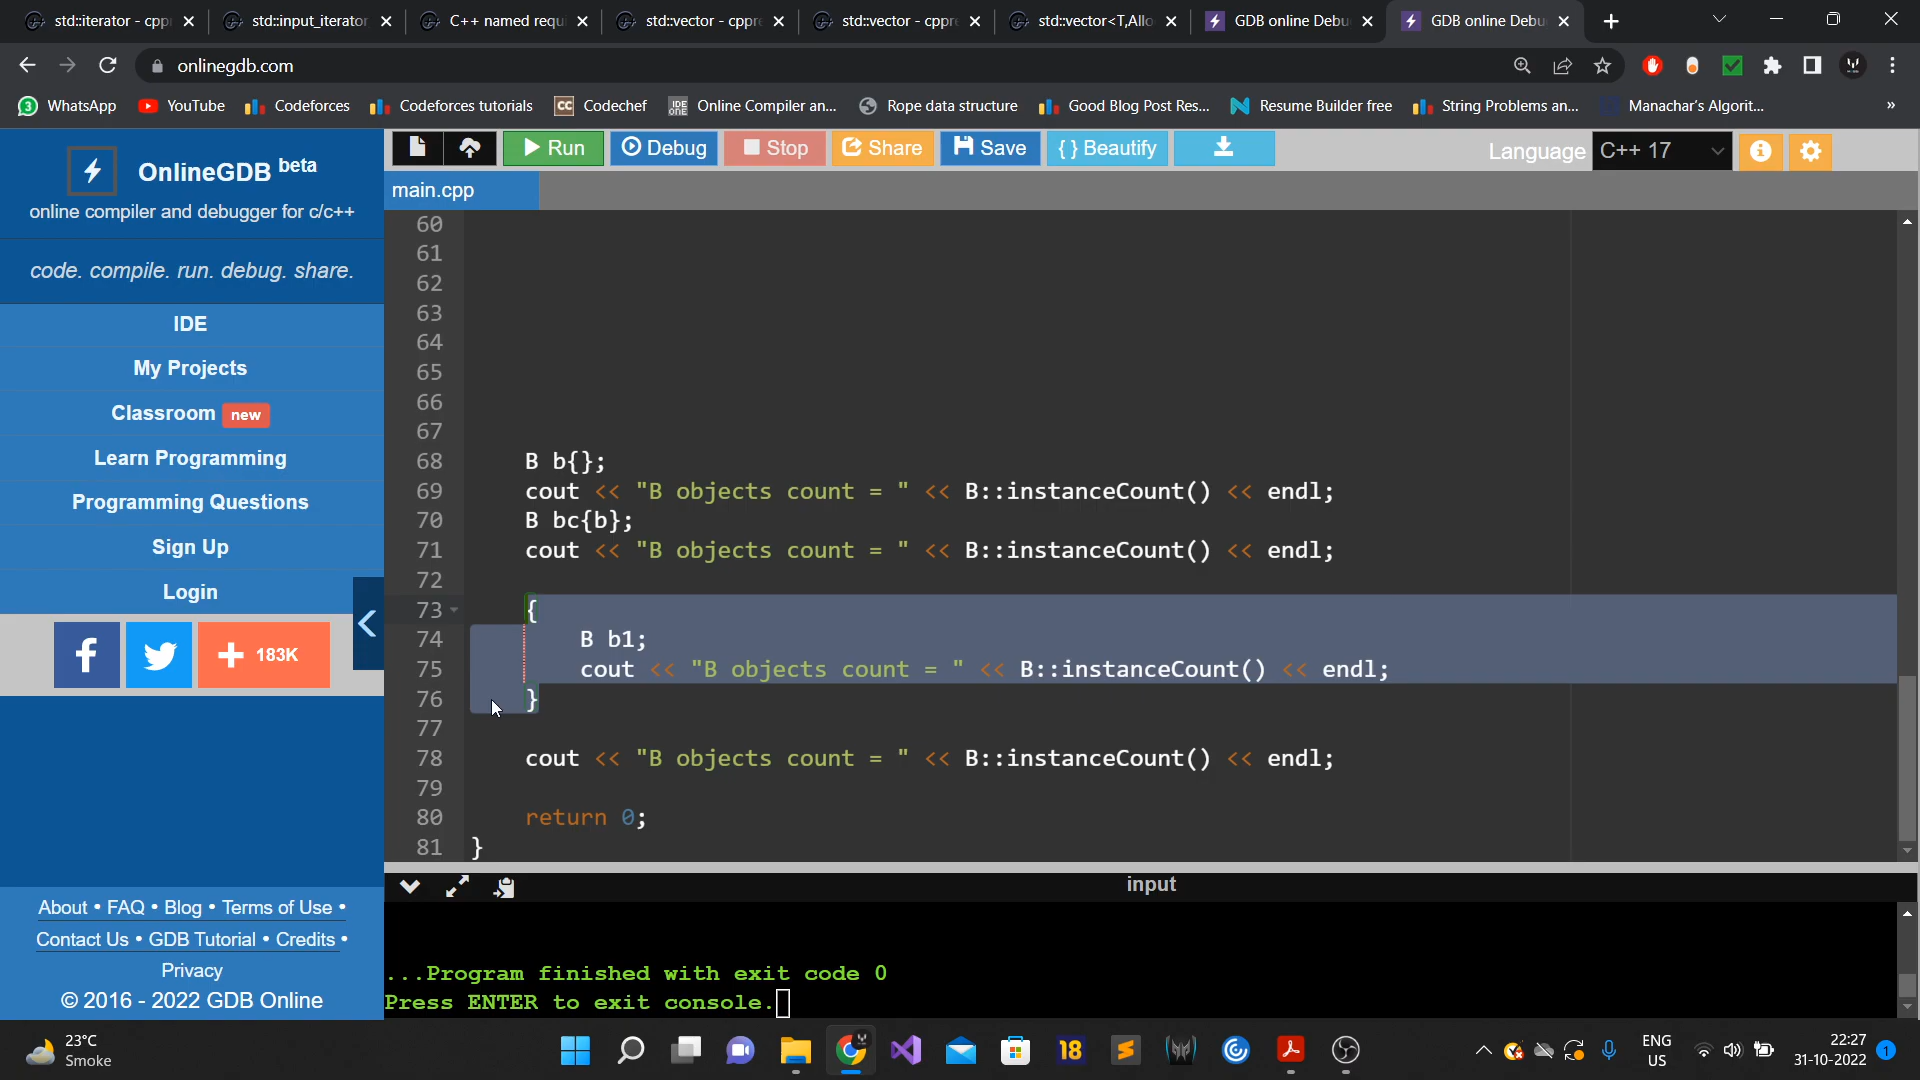 std::iterator - cpp
std::input_iterator
C++ named requi
std::vector - cppre
std::vector - cppre
std::vector<T,Allo
GDB online Debu
GDB online Debu
onlinegdb.com
WhatsApp
YouTube
Codeforces
Codeforces tutorials
Codechef
Online Compiler an...
Rope data structure
Good Blog Post Res...
Resume Builder free
String Problems an...
Manachar's Algorit...
»
OnlineGDB beta
online compiler and debugger for c/c++
code. compile. run. debug. share.
IDE
My Projects
Classroom new
Learn Programming
Programming Questions
Sign Up
Login
183K
About • FAQ • Blog • Terms of Use •
Contact Us • GDB Tutorial • Credits •
Privacy
© 2016 - 2022 GDB Online
Run
Debug
Stop
Share
Save
{ } Beautify
Language C++ 17
main.cpp
60
61
62
63
64
65
66
67
68 B b{};
69 cout << "B objects count = " << B::instanceCount() << endl;
70 B bc{b};
71 cout << "B objects count = " << B::instanceCount() << endl;
72
73 {
74 B b1;
75 cout << "B objects count = " << B::instanceCount() << endl;
76 }
77
78 cout << "B objects count = " << B::instanceCount() << endl;
79
80 return 0;
81 }
input
...Program finished with exit code 0
Press ENTER to exit console.
23°C
Smoke
18
ENG
US
22:27
31-10-2022
1